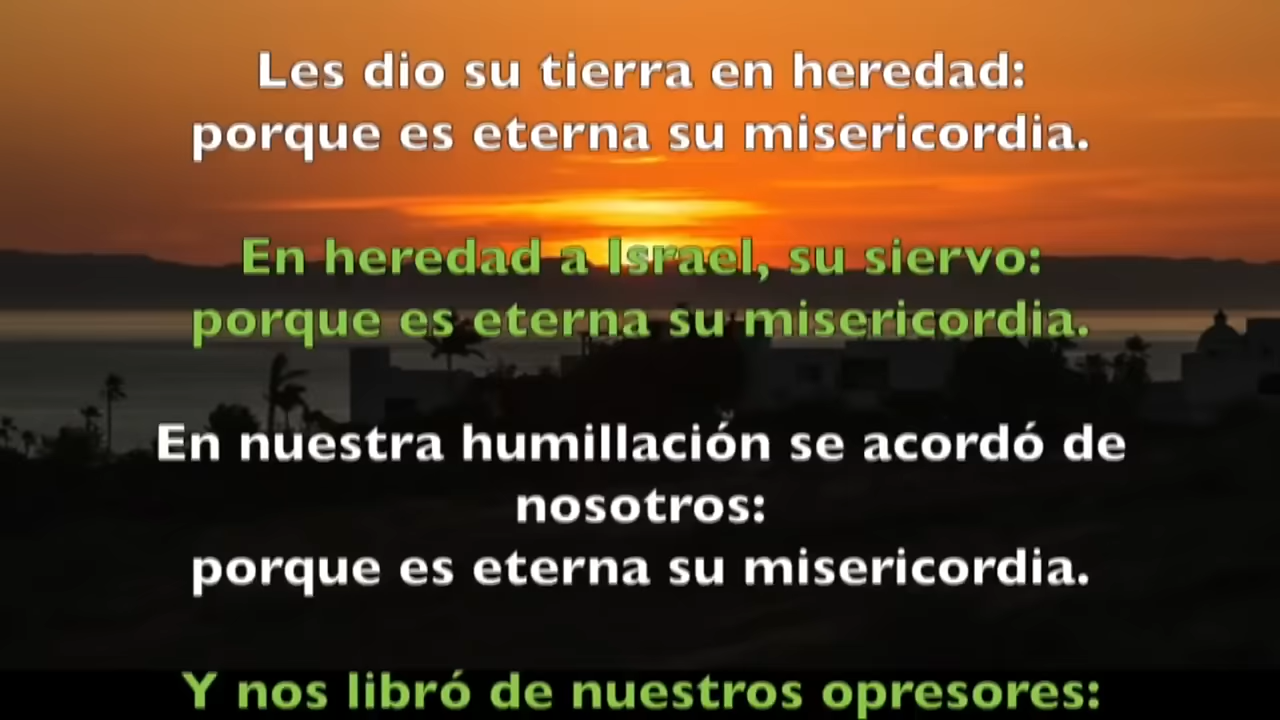 Les dio su tierra en heredad:
porque es eterna su misericordia.
En heredad a Israel, su siervo:
porque es eterna su misericordia.
En nuestra humillación se acordó de
nosotros:
porque es eterna su misericordia.
Y nos libró de nuestros opresores: